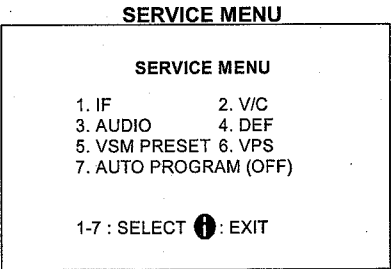 SERVICE MENU
SERVICE MENU
1. IF 2. V/C
3. AUDIO 4. DEF
5. VSM PRESET 6. VPS
7. AUTO PROGRAM (OFF)
1-7 : SELECT i : EXIT